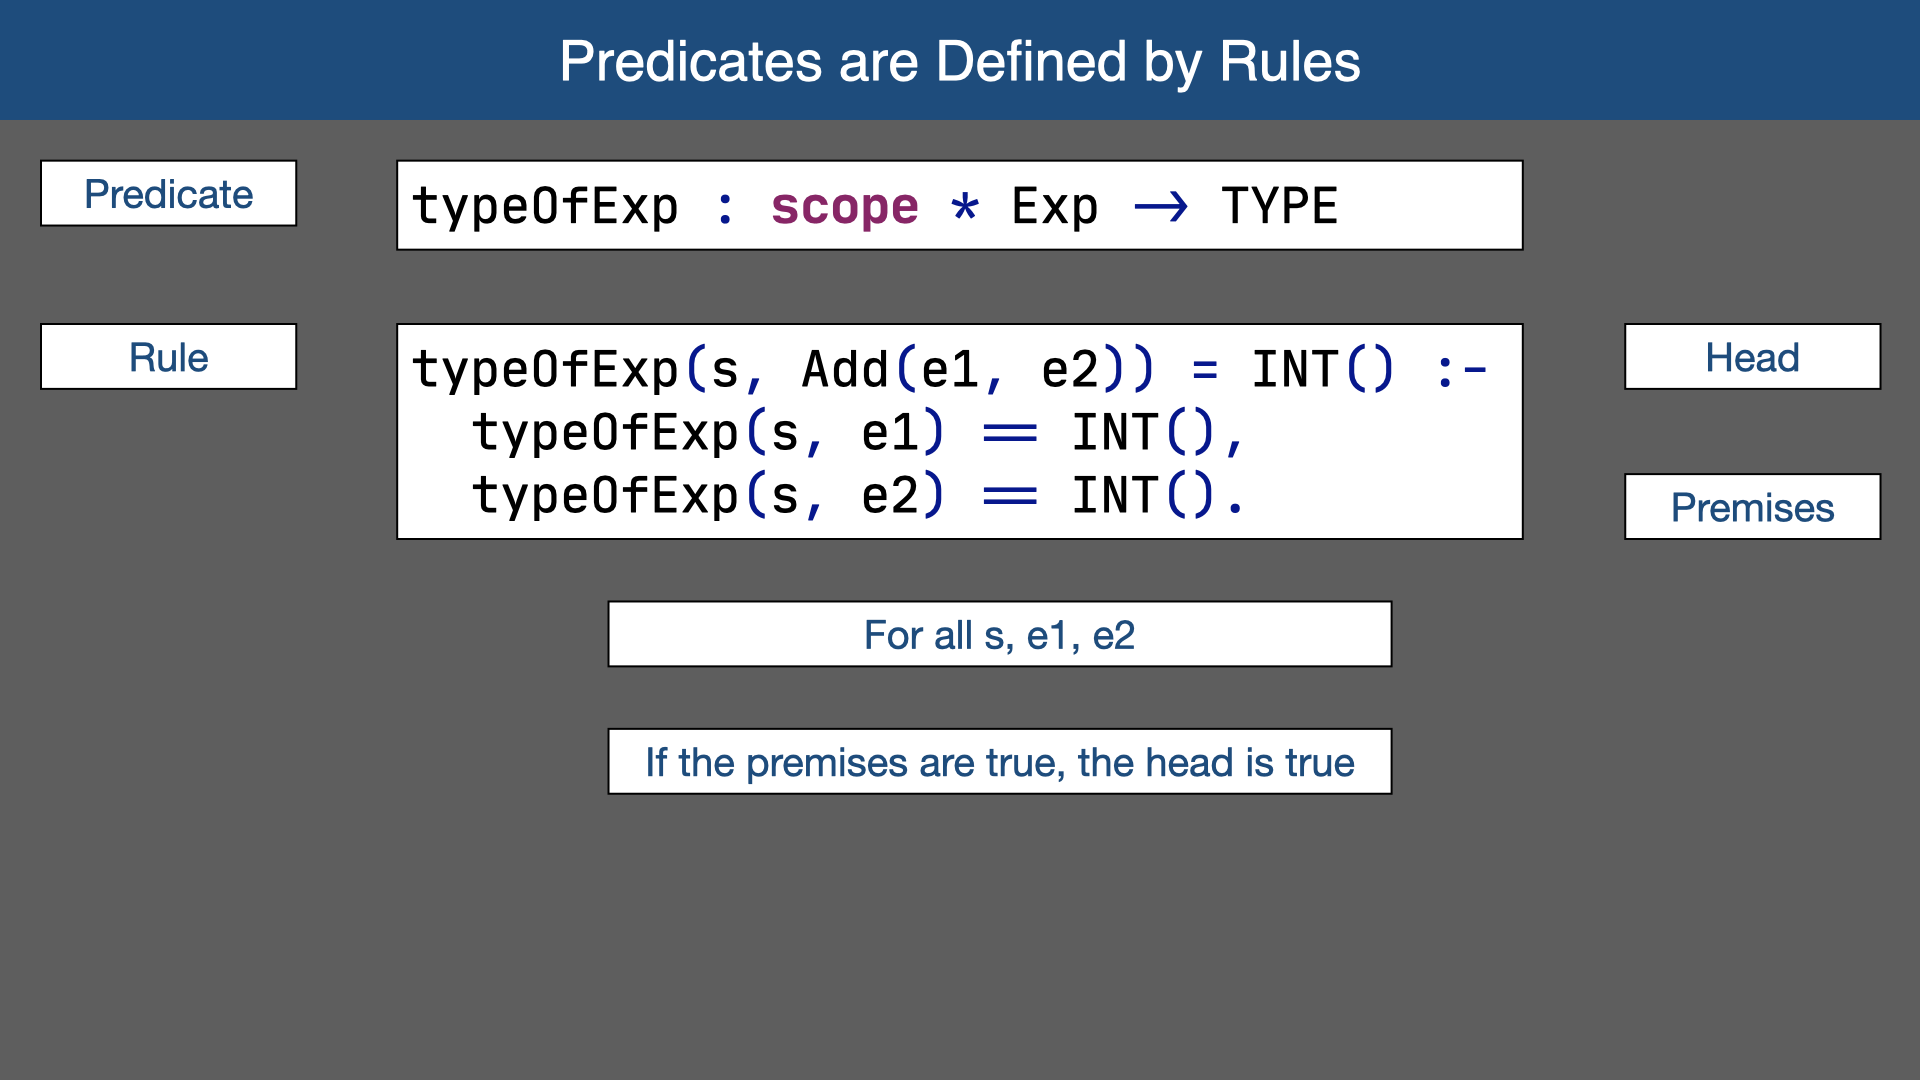 Predicates are Defined by Rules
Predicate
typeOfExp : scope * Exp → TYPE
Rule
typeOfExp(s, Add(e1, e2)) = INT() :-
typeOfExp(s, e1) == INT(),
typeOfExp(s, e2) == INT().
Head
Premises
For all s, e1, e2
If the premises are true, the head is true